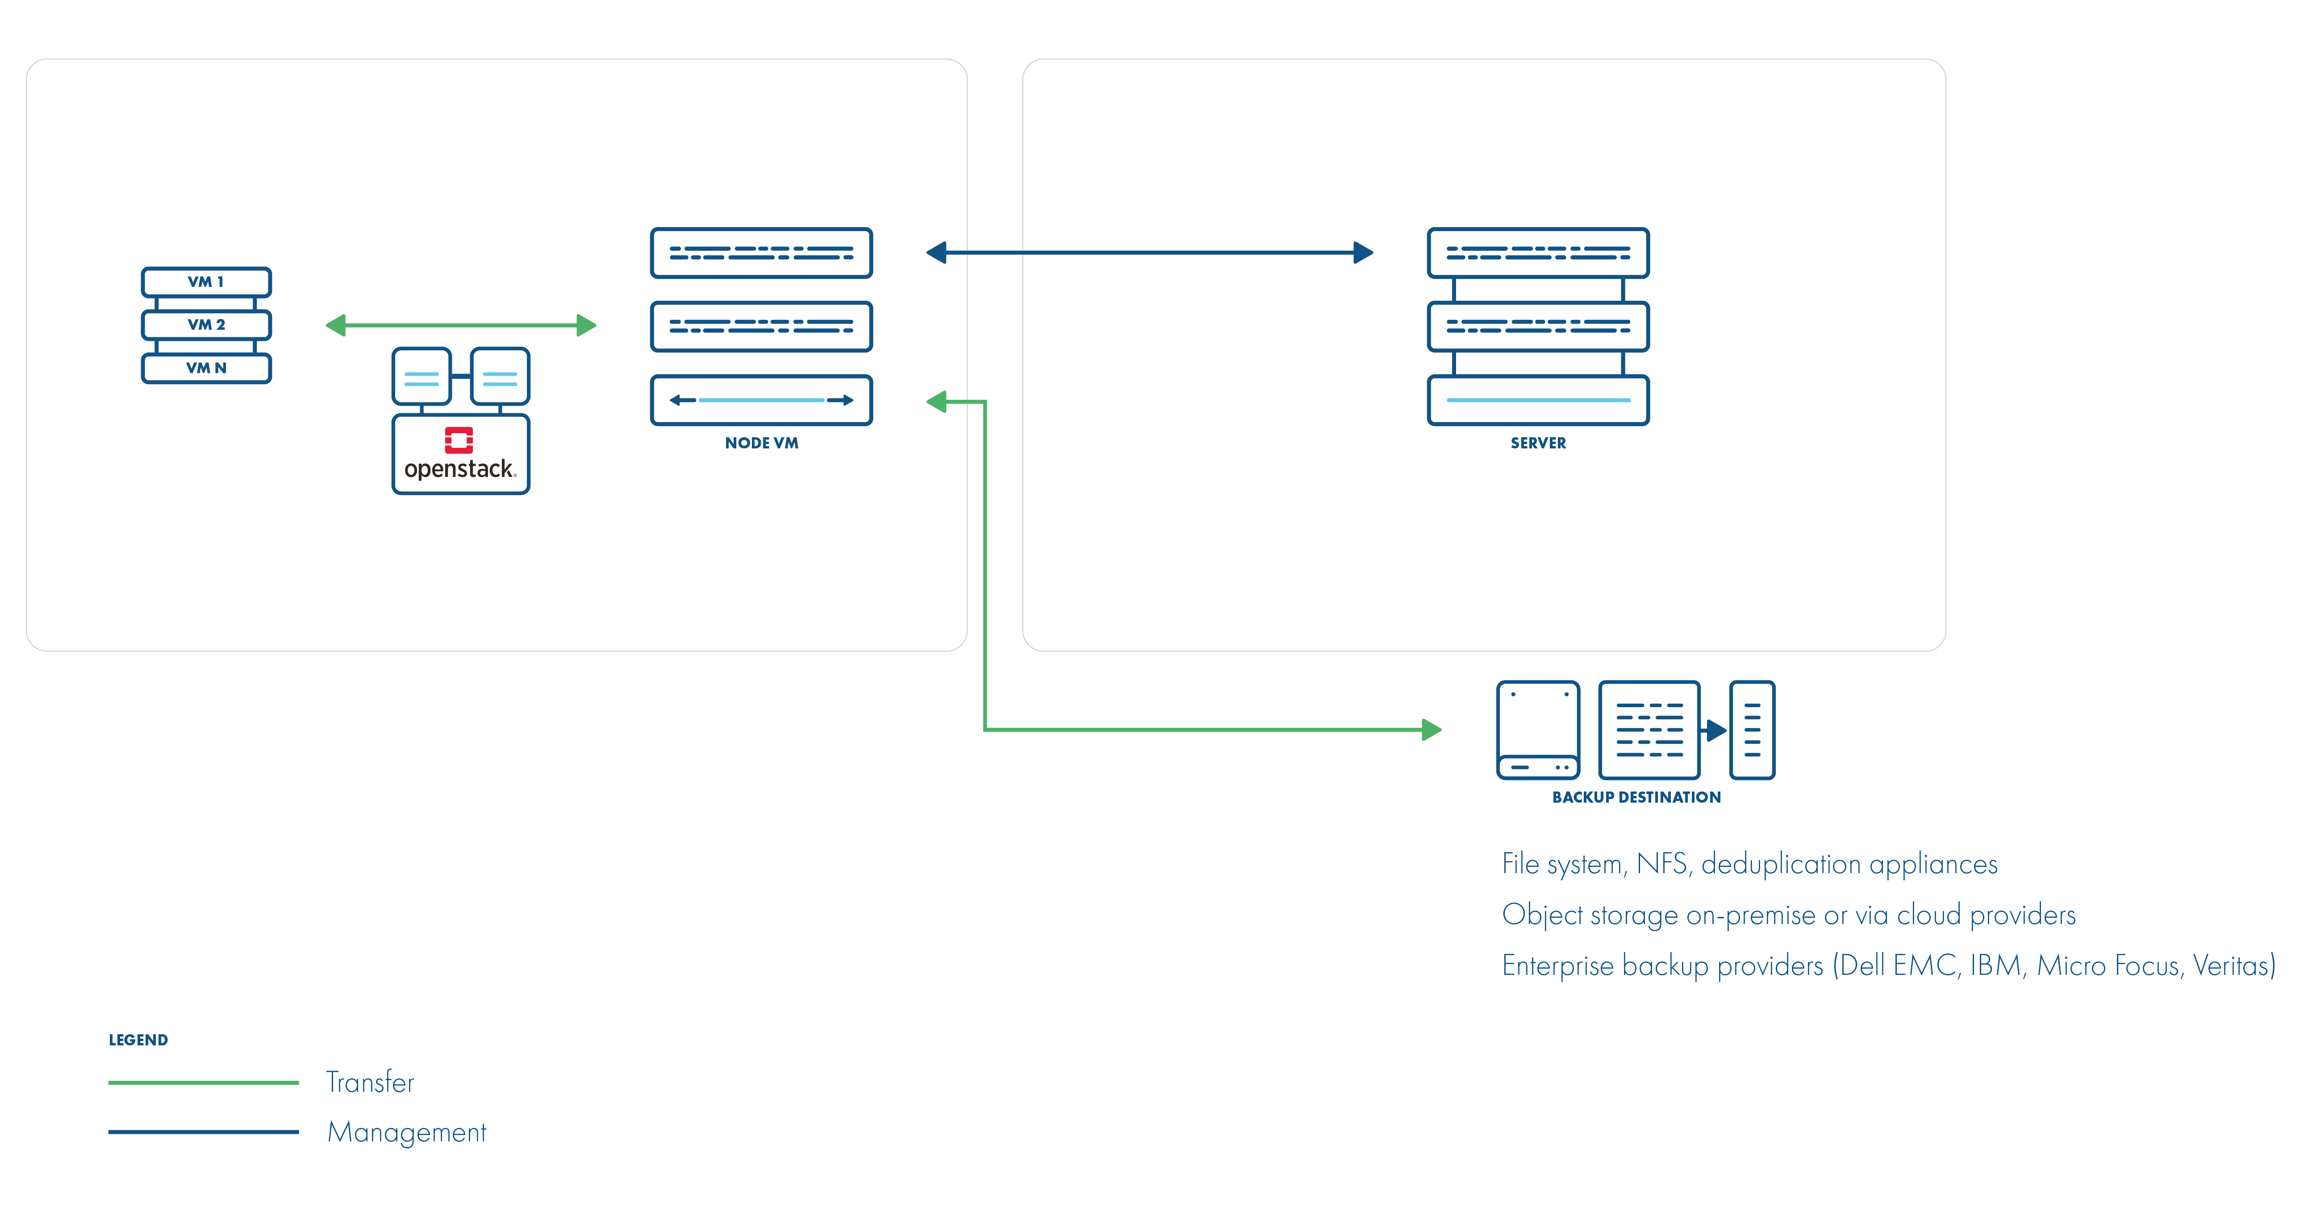 VM 1
VM 2
VM N
openstack.
NODE VM
SERVER
BACKUP DESTINATION
File system, NFS, deduplication appliances
Object storage on-premise or via cloud providers
Enterprise backup providers (Dell EMC, IBM, Micro Focus, Veritas)
LEGEND
Transfer
Management